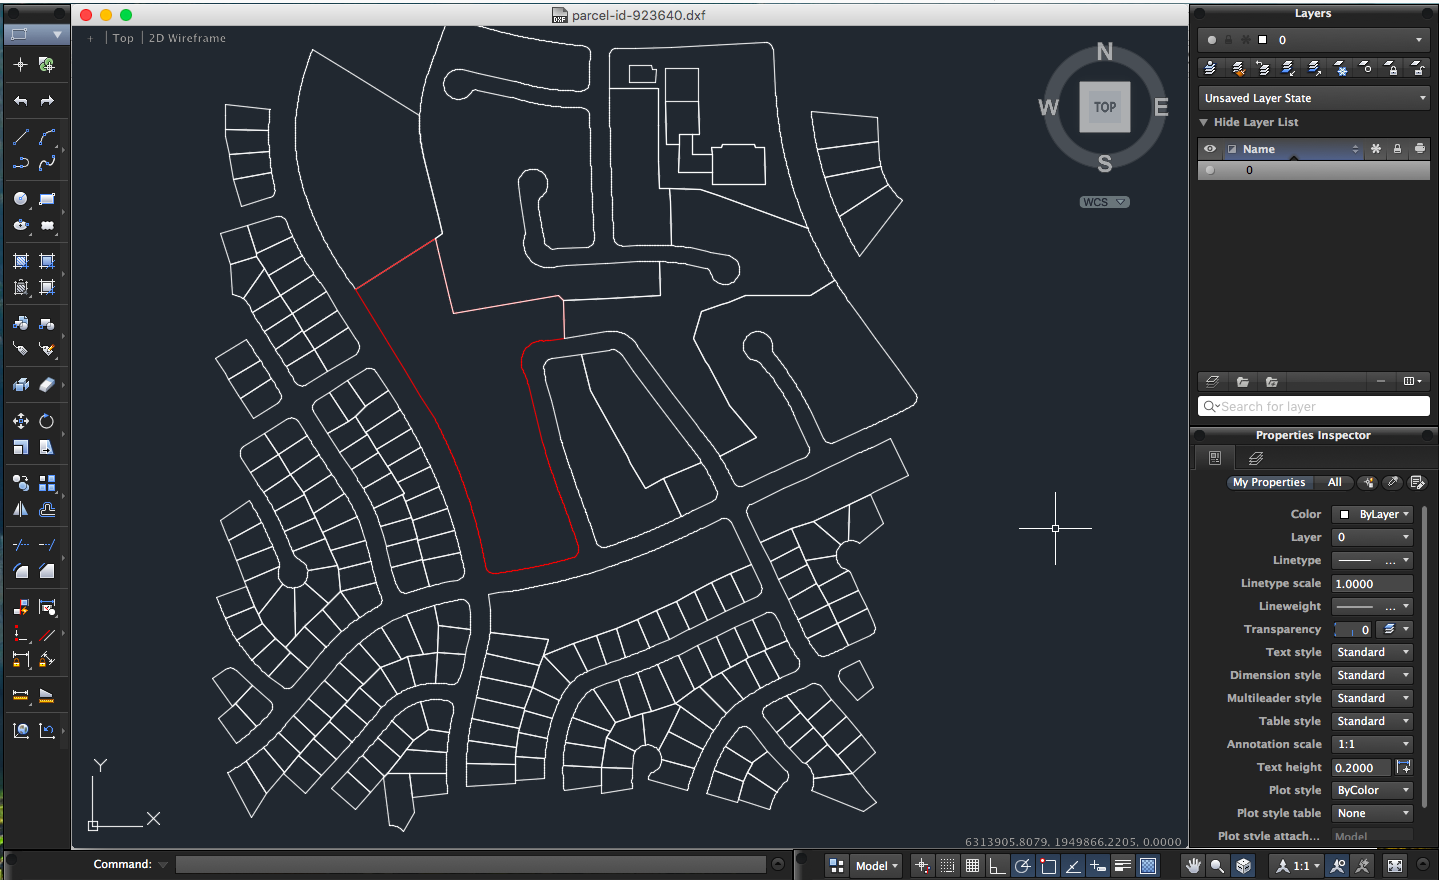 parcel-id-923640.dxf
DXF
+ | Top | 2D Wireframe
N
W
TOP
E
S
WCS
Y
X
6313905.8079, 1949866.2205, 0.0000
Command:
Model
1:1
Layers
0
Unsaved Layer State
Hide Layer List
Name
0
Search for layer
Properties Inspector
My Properties All
Color ByLayer
Layer 0
Linetype ...
Linetype scale 1.0000
Lineweight ...
Transparency 0
Text style Standard
Dimension style Standard
Multileader style Standard
Table style Standard
Annotation scale 1:1
Text height 0.2000
Plot style ByColor
Plot style table None
Plot style attach... Model